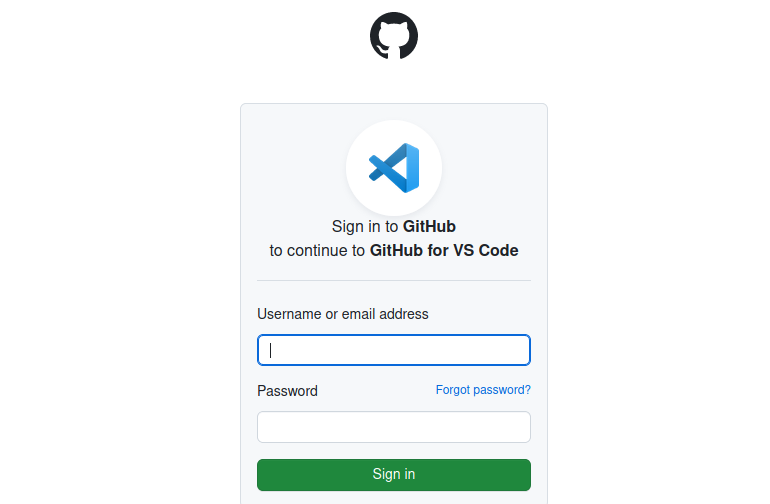 Sign in to GitHub
to continue to GitHub for VS Code
Username or email address
Password
Forgot password?
Sign in